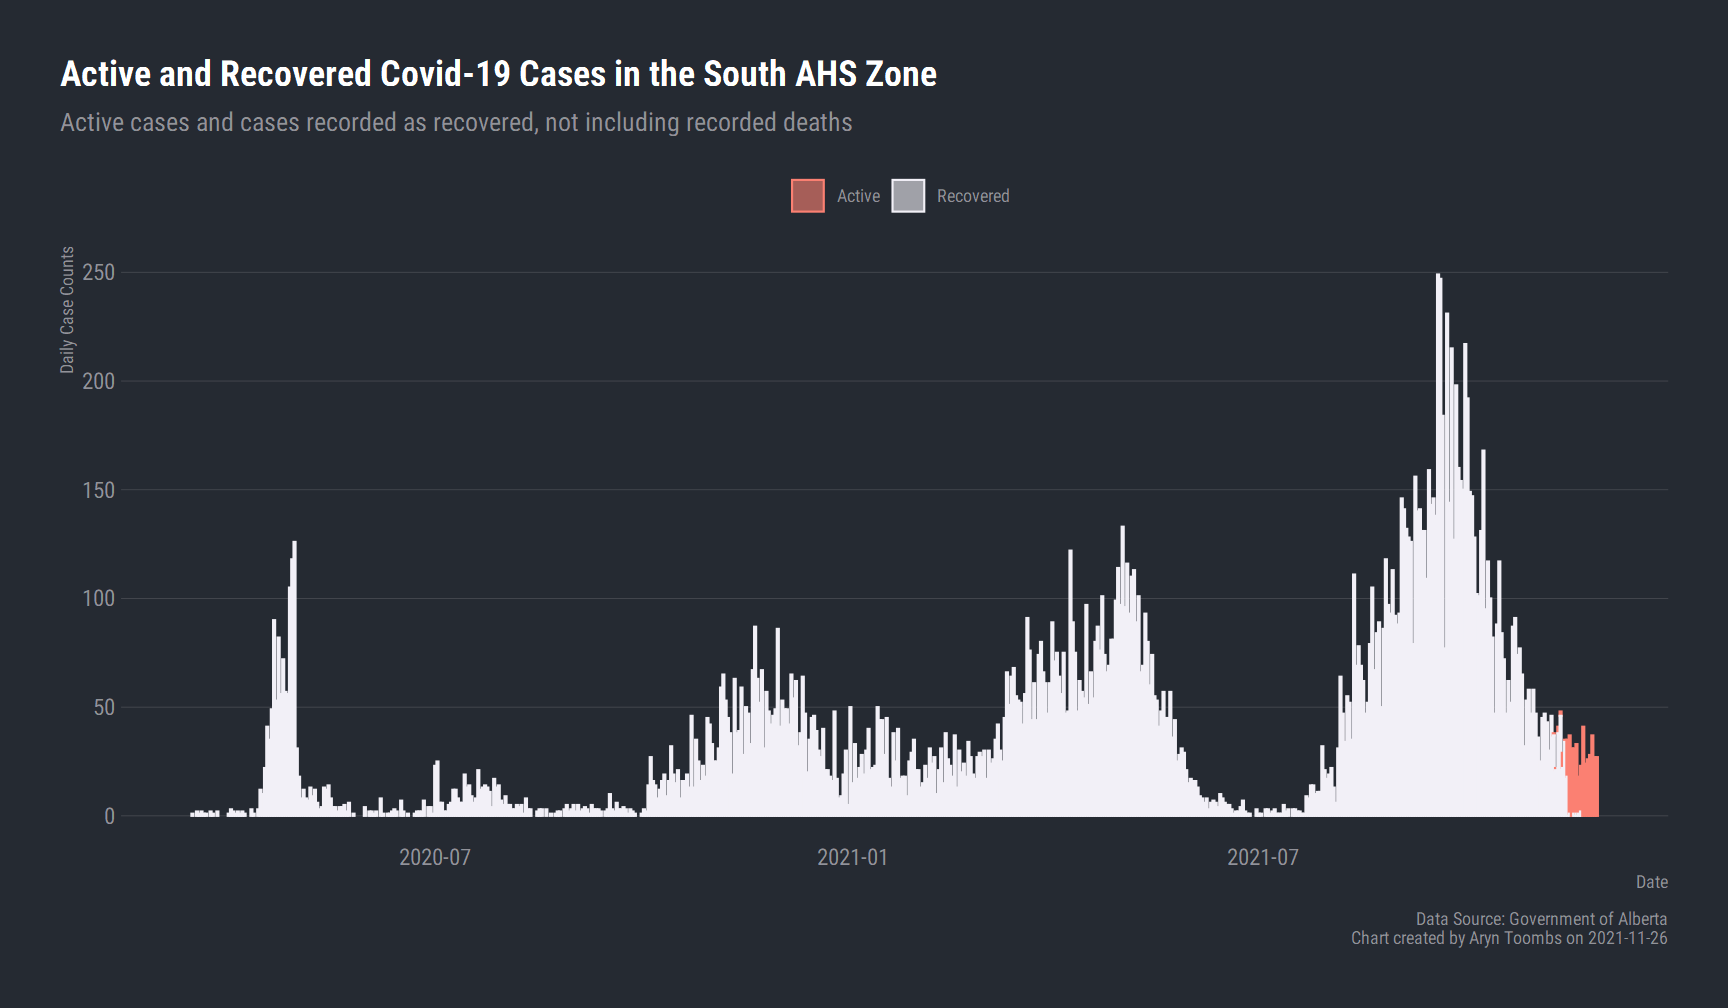 Active and Recovered Covid-19 Cases in the South AHS Zone
Active cases and cases recorded as recovered, not including recorded deaths
Active
Recovered
Daily Case Counts
250
200
150
100
50
0
2020-07
2021-01
2021-07
Date
Data Source: Government of Alberta
Chart created by Aryn Toombs on 2021-11-26